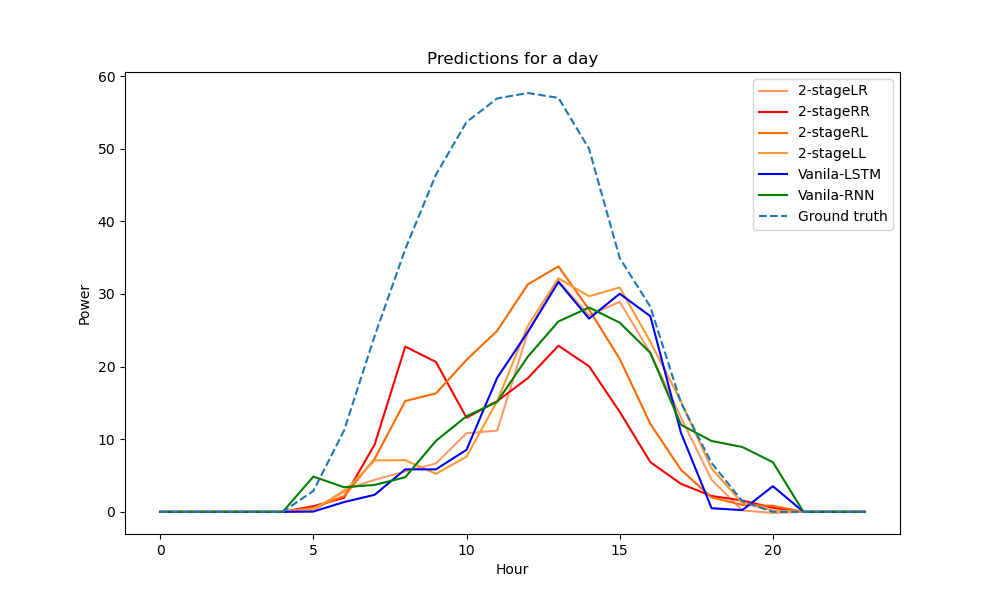 Predictions for a day
2-stageLR
2-stageRR
2-stageRL
2-stageLL
Vanila-LSTM
Vanila-RNN
Ground truth
60
50
40
30
20
10
0
Power
0 5 10 15 20
Hour